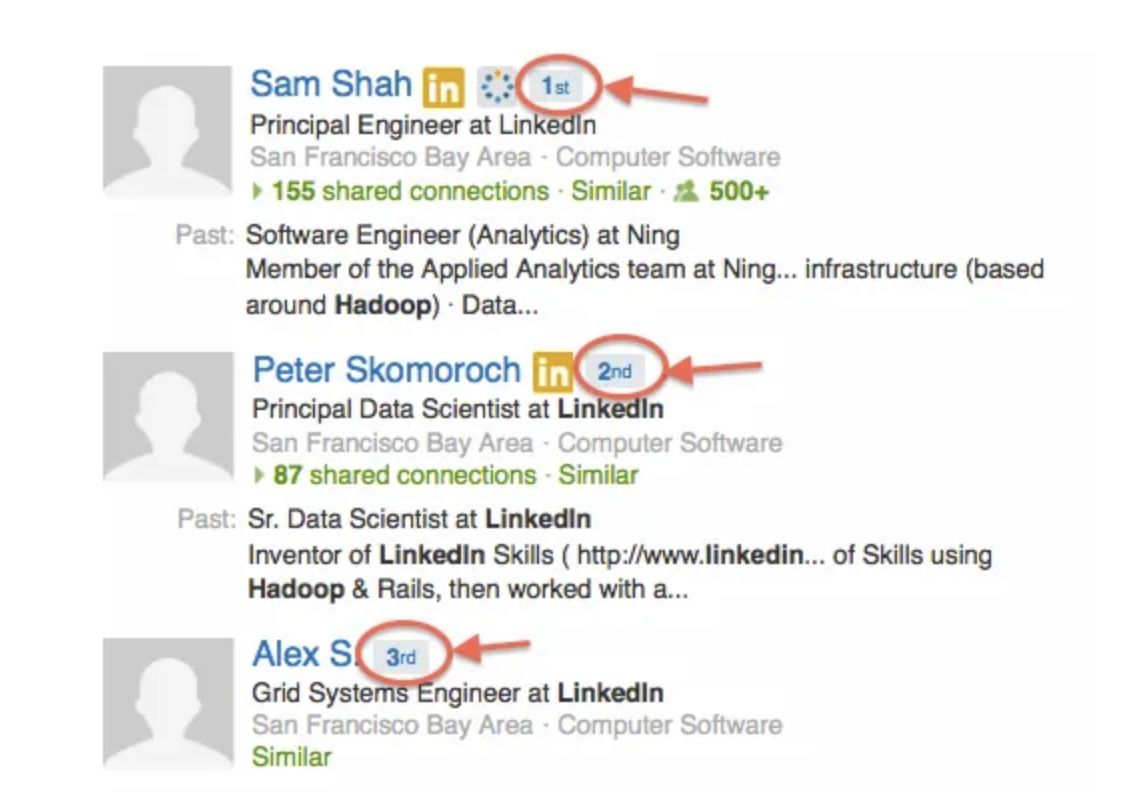 Sam Shah in 1st
Principal Engineer at LinkedIn
San Francisco Bay Area · Computer Software
155 shared connections · Similar · 500+
Past: Software Engineer (Analytics) at Ning
Member of the Applied Analytics team at Ning... infrastructure (based
around Hadoop) · Data...
Peter Skomoroch in 2nd
Principal Data Scientist at LinkedIn
San Francisco Bay Area · Computer Software
87 shared connections · Similar
Past: Sr. Data Scientist at LinkedIn
Inventor of LinkedIn Skills ( http://www.linkedin... of Skills using
Hadoop & Rails, then worked with a...
Alex S. 3rd
Grid Systems Engineer at LinkedIn
San Francisco Bay Area · Computer Software
Similar